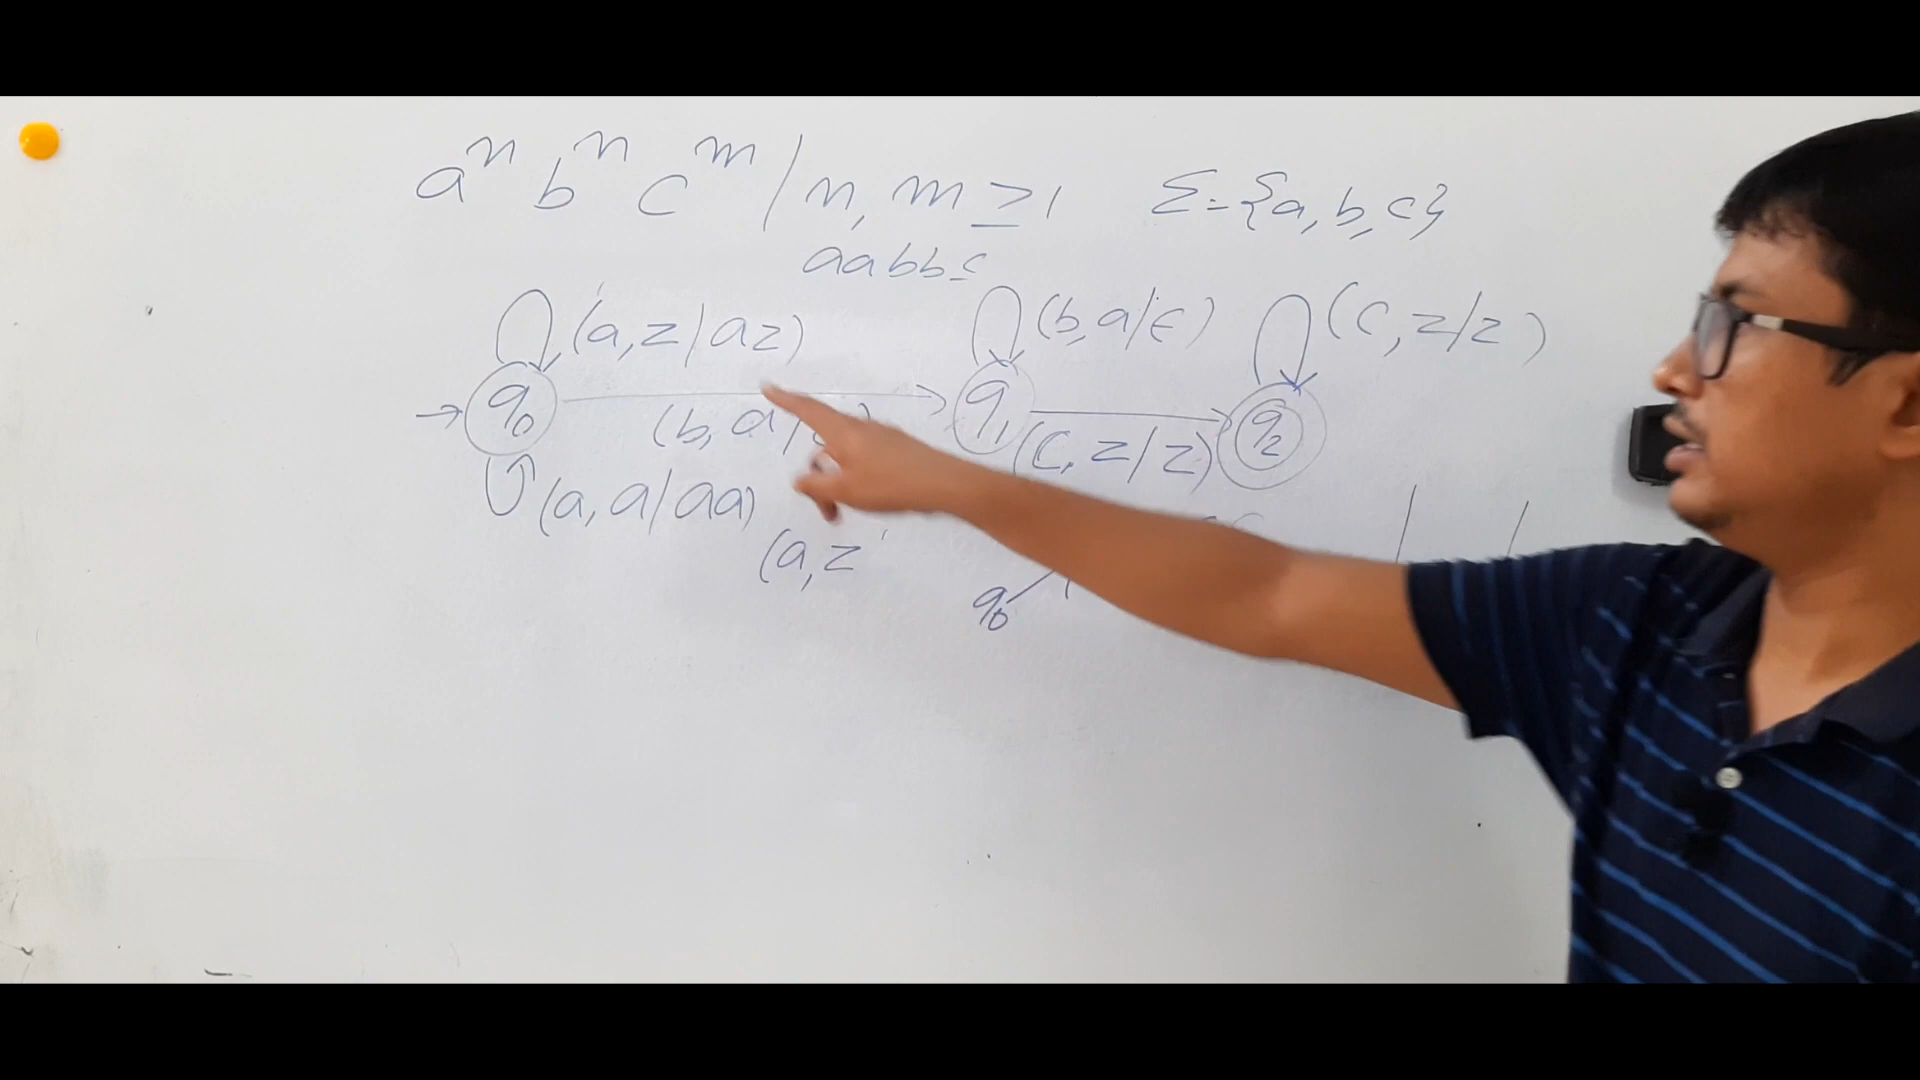 aⁿ bⁿ cᵐ / n, m ≥ 1 Σ = {a, b, c}
aabbc
(a, z / az) (b, a / ε) (c, z / z)
→ q₀ q₁ q₂
(b, a / (c, z / z)
(a, a / aa)
(a, z
q₀